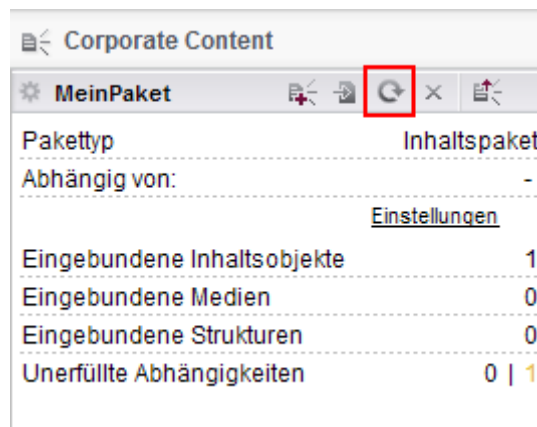 Corporate Content
MeinPaket
Pakettyp Inhaltspaket
Abhängig von: -
Einstellungen
Eingebundene Inhaltsobjekte 1
Eingebundene Medien 0
Eingebundene Strukturen 0
Unerfüllte Abhängigkeiten 0 | 1